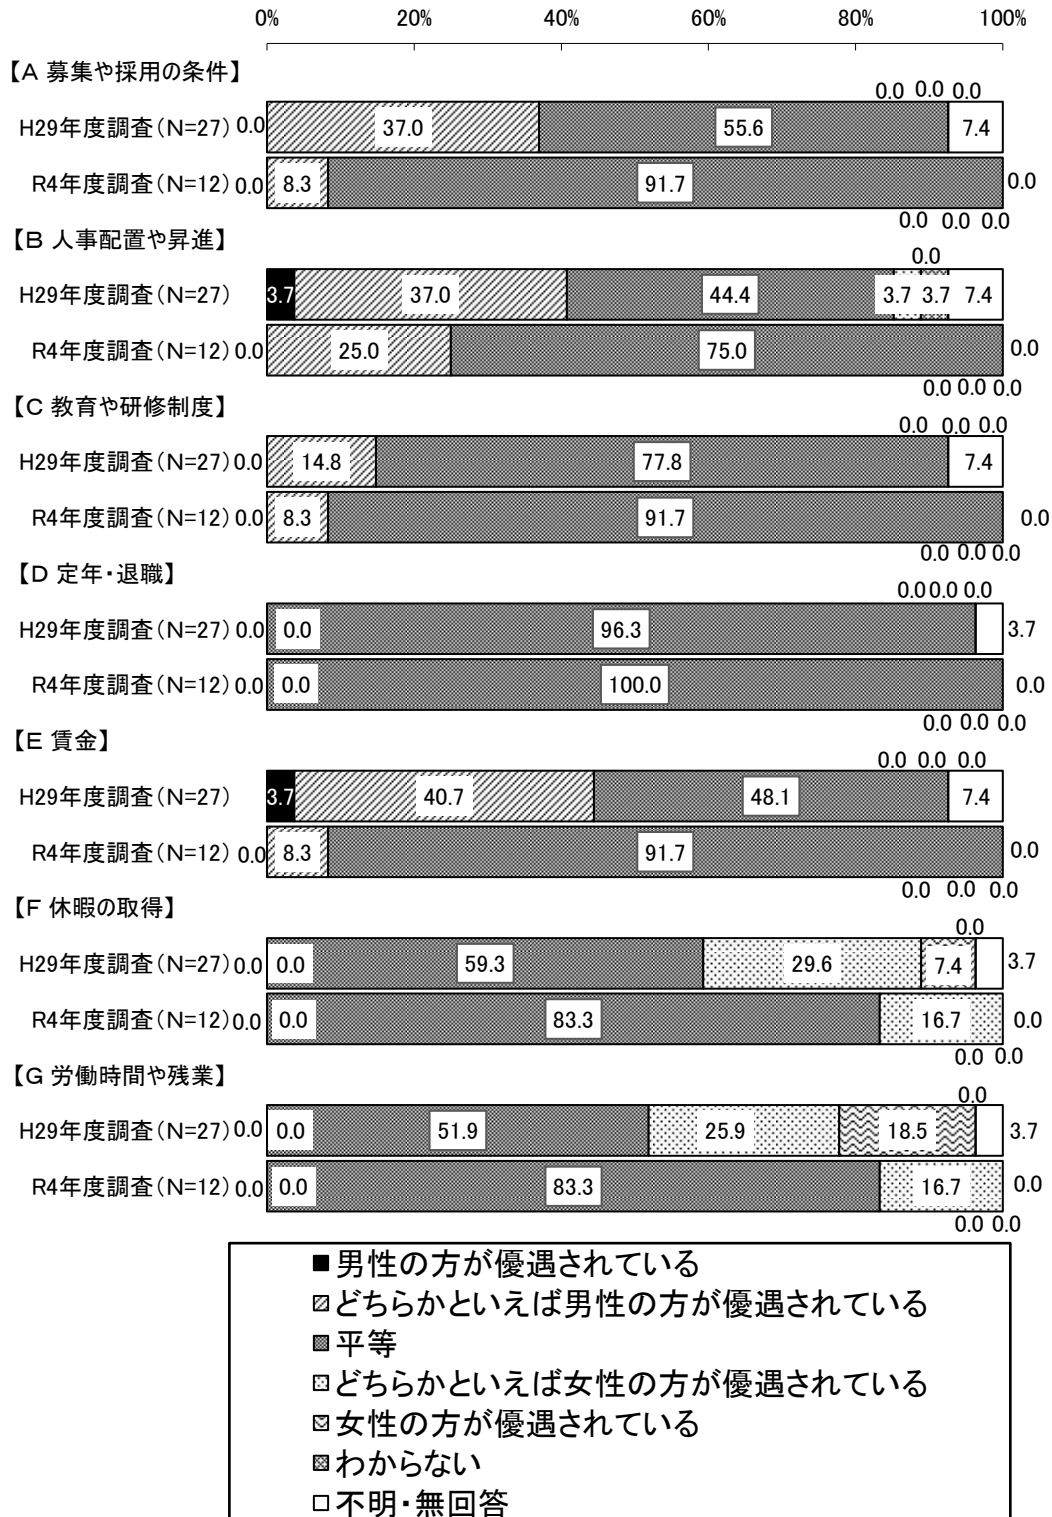 0% 20% 40% 60% 80% 100%
【A 募集や採用の条件】
0.0 0.0 0.0
H29年度調査(N=27) 0.0 37.0 55.6 7.4
R4年度調査(N=12) 0.0 8.3 91.7 0.0
0.0 0.0 0.0
【B 人事配置や昇進】
0.0
H29年度調査(N=27) 3.7 37.0 44.4 3.7 3.7 7.4
R4年度調査(N=12) 0.0 25.0 75.0 0.0
0.0 0.0 0.0
【C 教育や研修制度】
0.0 0.0 0.0
H29年度調査(N=27) 0.0 14.8 77.8 7.4
R4年度調査(N=12) 0.0 8.3 91.7 0.0
0.0 0.0 0.0
【D 定年・退職】
0.0 0.0 0.0
H29年度調査(N=27) 0.0 0.0 96.3 3.7
R4年度調査(N=12) 0.0 0.0 100.0 0.0
0.0 0.0 0.0
【E 賃金】
0.0 0.0 0.0
H29年度調査(N=27) 3.7 40.7 48.1 7.4
R4年度調査(N=12) 0.0 8.3 91.7 0.0
0.0 0.0 0.0
【F 休暇の取得】
0.0
H29年度調査(N=27) 0.0 0.0 59.3 29.6 7.4 3.7
R4年度調査(N=12) 0.0 0.0 83.3 16.7 0.0
0.0 0.0
【G 労働時間や残業】
0.0
H29年度調査(N=27) 0.0 0.0 51.9 25.9 18.5 3.7
R4年度調査(N=12) 0.0 0.0 83.3 16.7 0.0
0.0 0.0
男性の方が優遇されている
どちらかといえば男性の方が優遇されている
平等
どちらかといえば女性の方が優遇されている
女性の方が優遇されている
わからない
不明・無回答